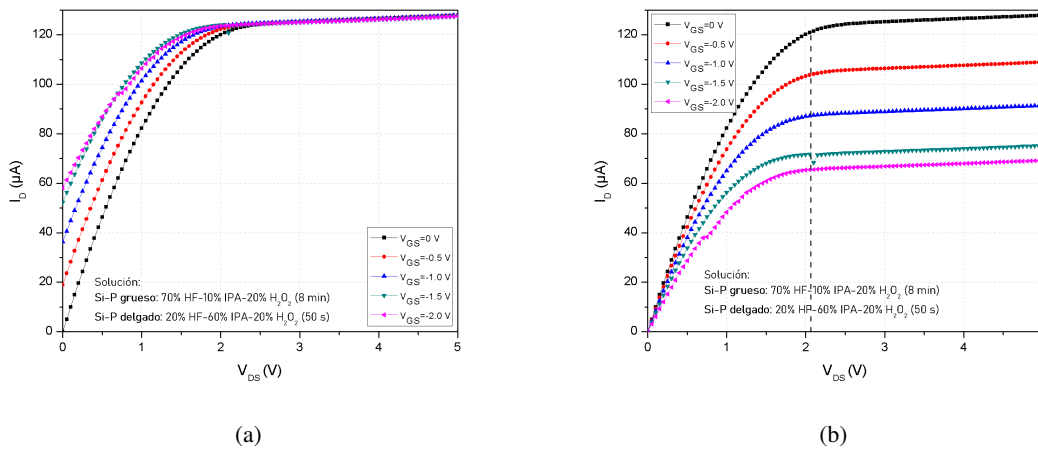 120
100
80
60
40
20
0
I_D (µA)
V_GS=0 V
V_GS=-0.5 V
V_GS=-1.0 V
V_GS=-1.5 V
V_GS=-2.0 V
Solución:
Si-P grueso: 70% HF-10% IPA-20% H₂O₂ (8 min)
Si-P delgado: 20% HF-60% IPA-20% H₂O₂ (50 s)
0 1 2 3 4 5
V_DS (V)
(a)
V_GS=0 V
V_GS=-0.5 V
V_GS=-1.0 V
V_GS=-1.5 V
V_GS=-2.0 V
120
100
80
60
40
20
0
I_D (µA)
Solución:
Si-P grueso: 70% HF-10% IPA-20% H₂O₂ (8 min)
Si-P delgado: 20% HF-60% IPA-20% H₂O₂ (50 s)
0 1 2 3 4
V_DS (V)
(b)